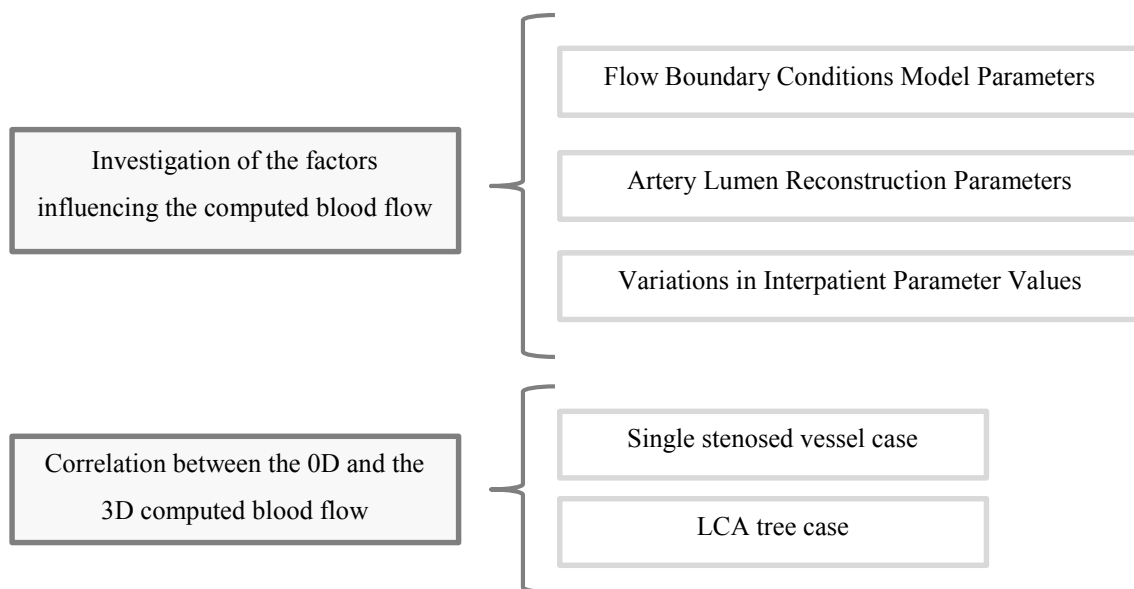 Flow Boundary Conditions Model Parameters
Investigation of the factors
influencing the computed blood flow
Artery Lumen Reconstruction Parameters
Variations in Interpatient Parameter Values
Correlation between the 0D and the
3D computed blood flow
Single stenosed vessel case
LCA tree case